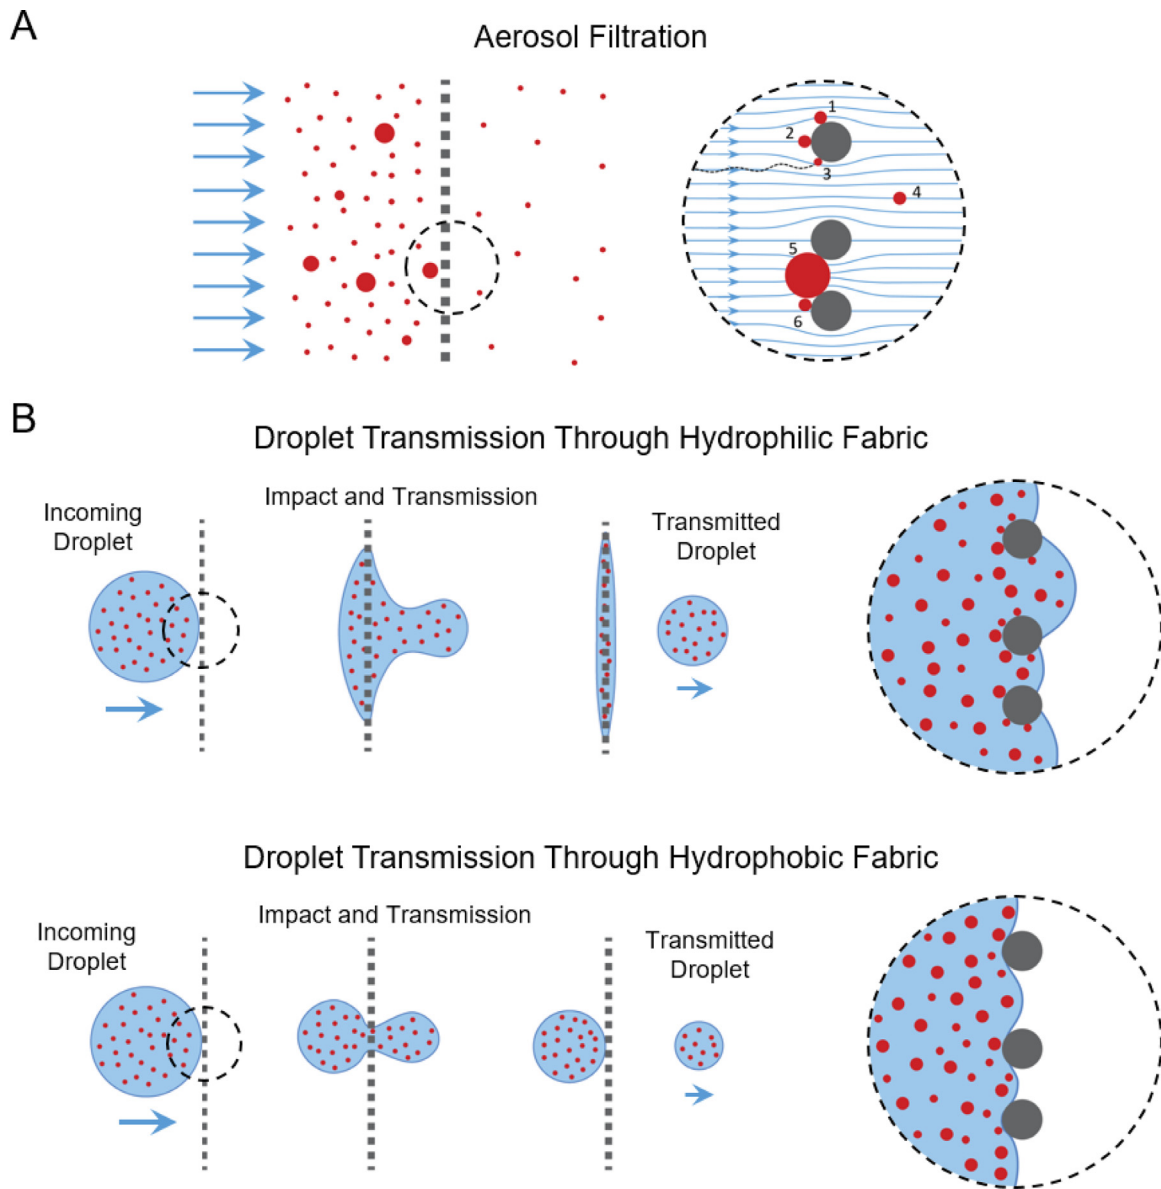 A
Aerosol Filtration
1
2
3
4
5
6
B
Droplet Transmission Through Hydrophilic Fabric
Incoming
Droplet
Impact and Transmission
Transmitted
Droplet
Droplet Transmission Through Hydrophobic Fabric
Incoming
Droplet
Impact and Transmission
Transmitted
Droplet